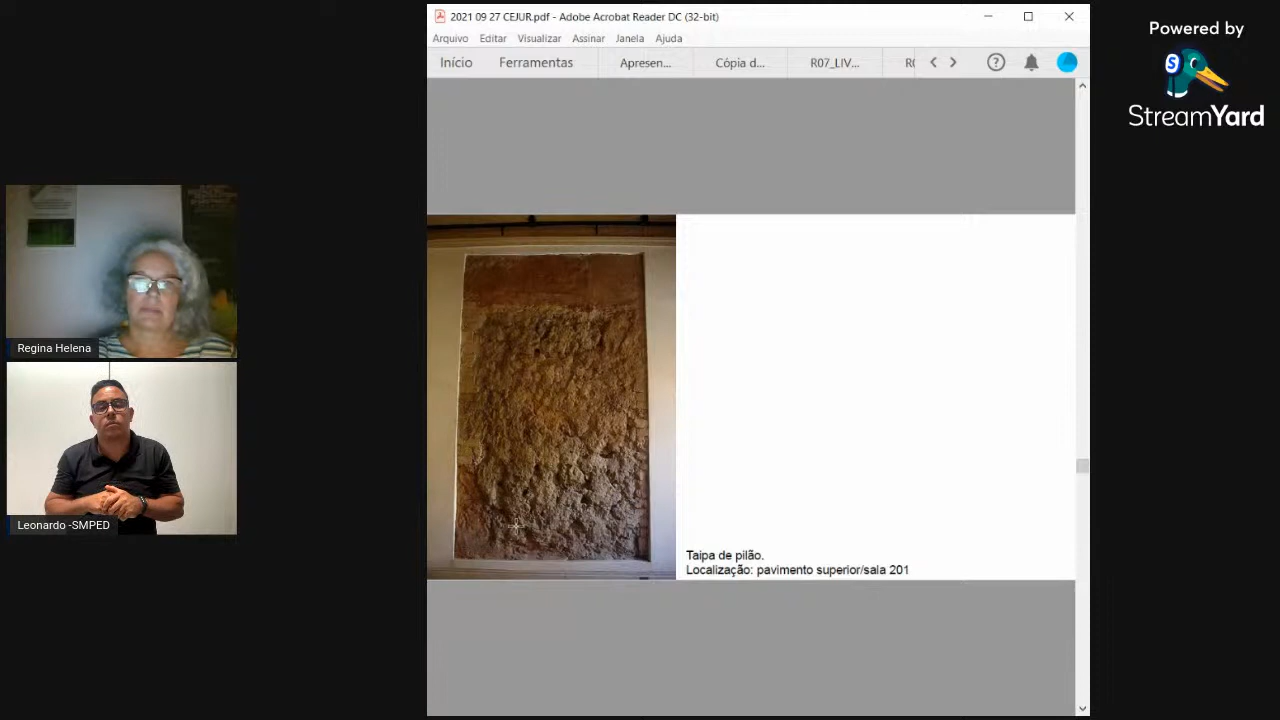 2021 09 27 CEJUR.pdf - Adobe Acrobat Reader DC (32-bit)
Arquivo Editar Visualizar Assinar Janela Ajuda
Início Ferramentas Apresen... Cópia d... R07_LIV...
Powered by
S
StreamYard
Regina Helena
Leonardo -SMPED
Taipa de pilão.
Localização: pavimento superior/sala 201